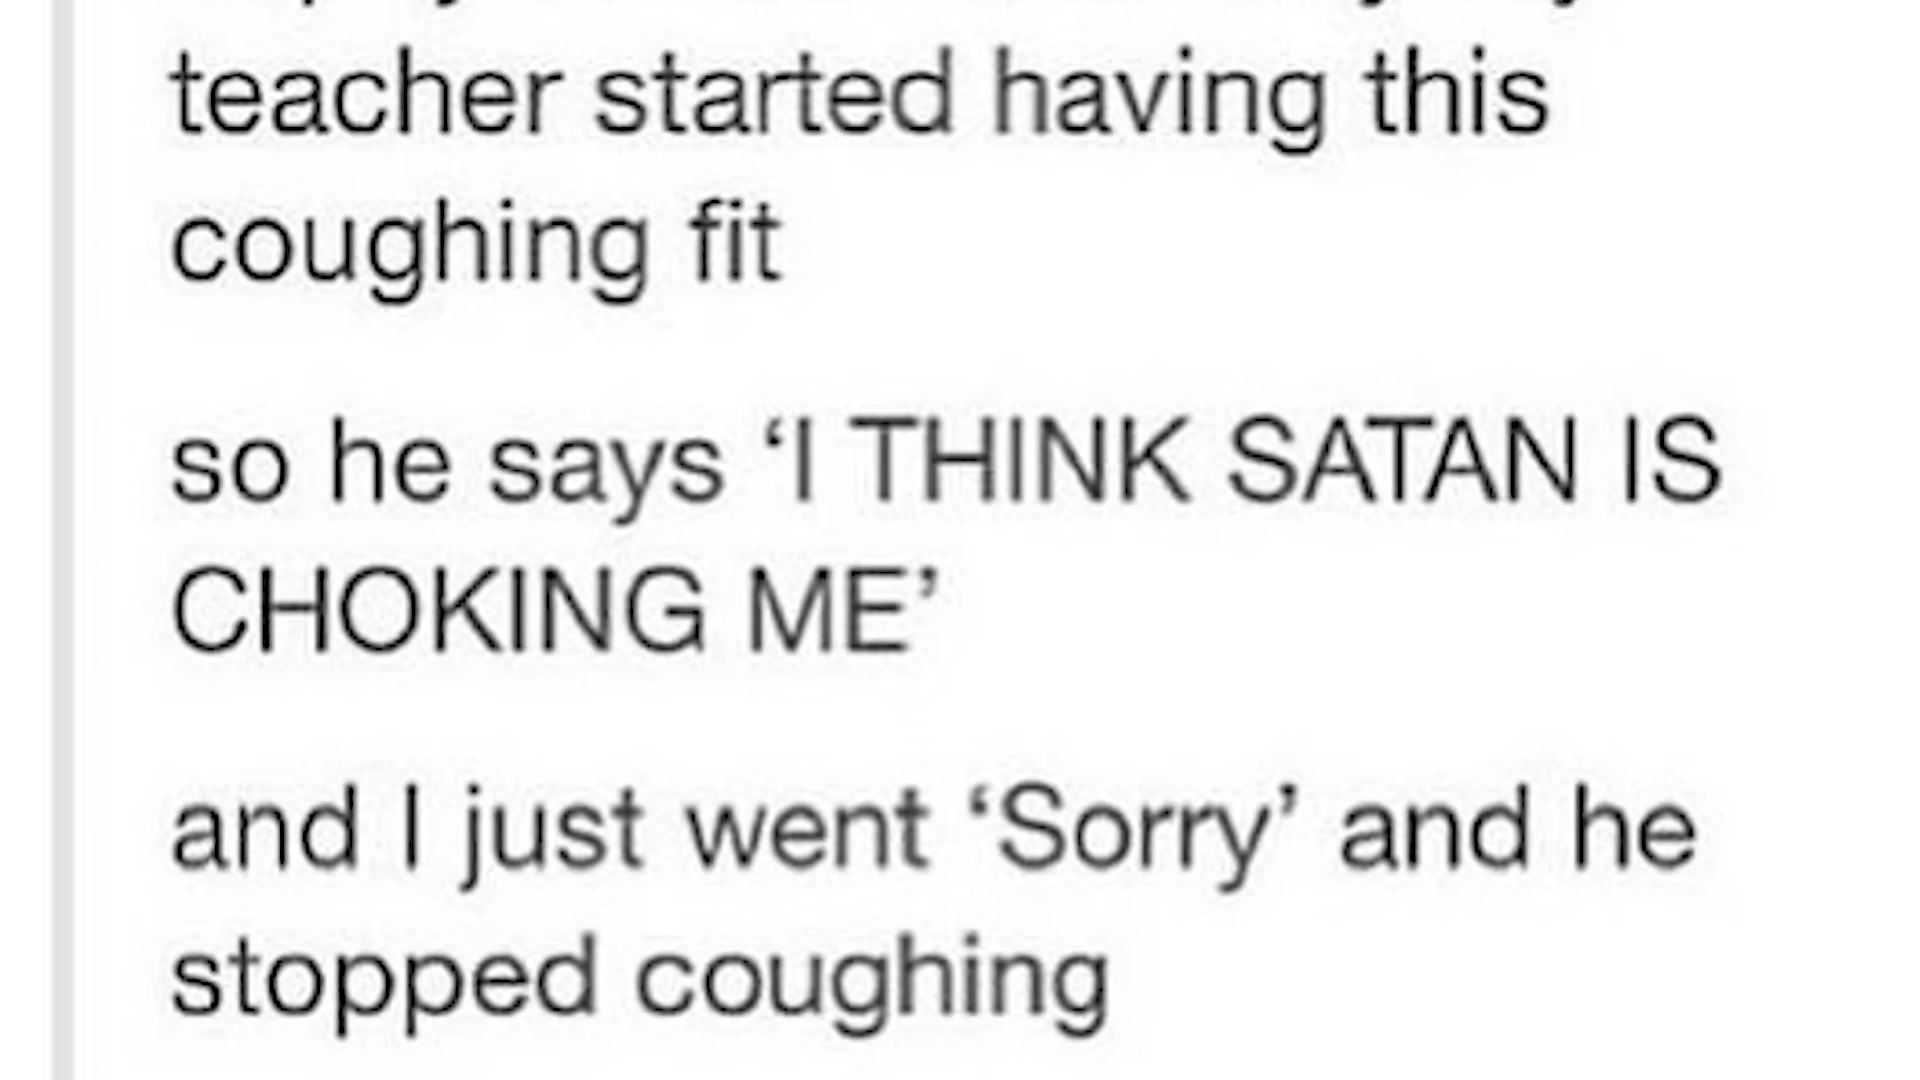 teacher started having this
coughing fit
so he says ‘I THINK SATAN IS
CHOKING ME’
and I just went ‘Sorry’ and he
stopped coughing